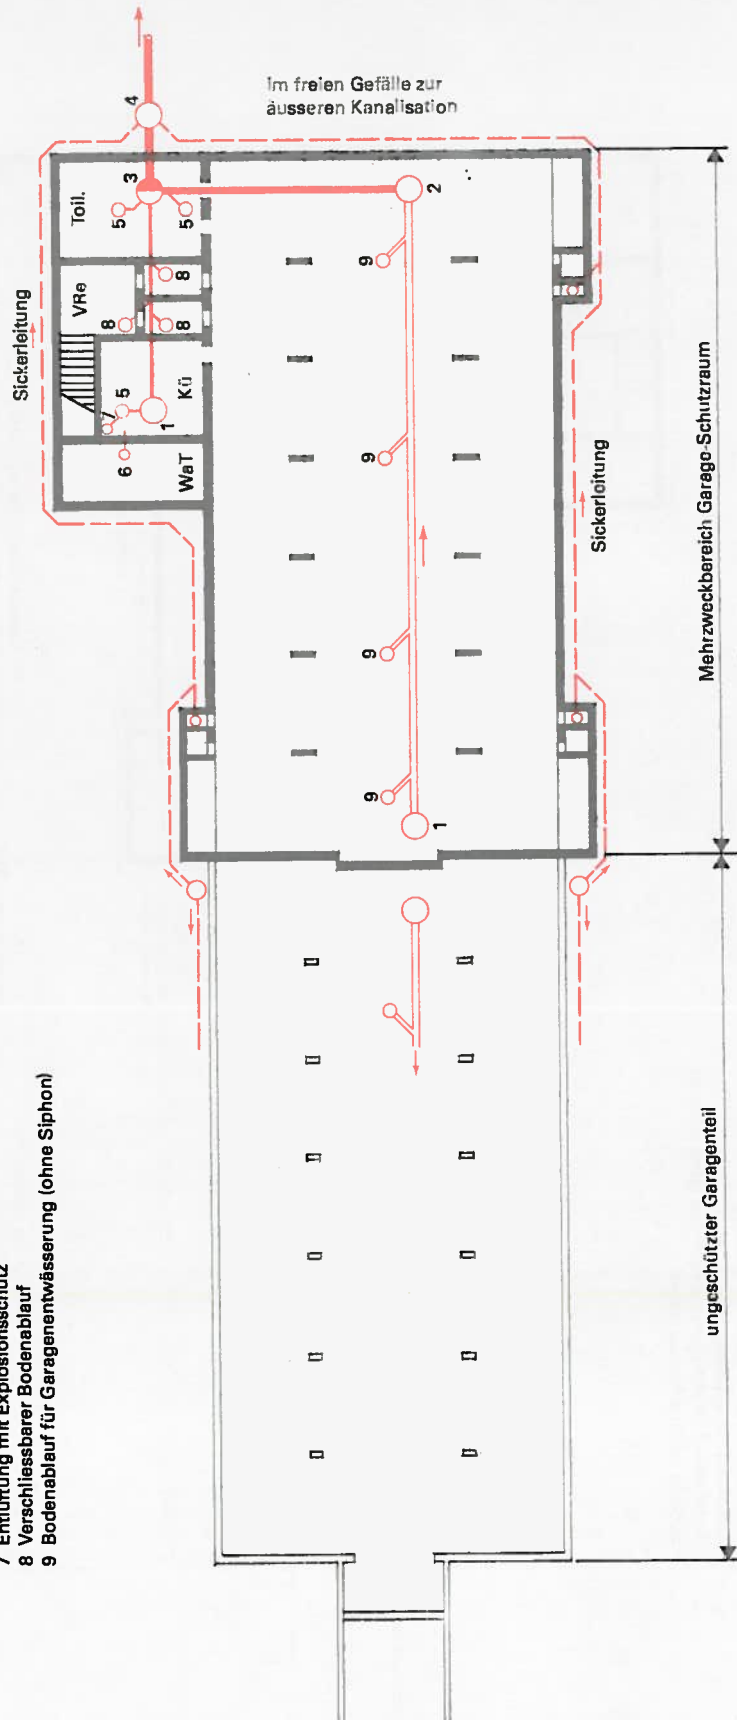 Im freien Gefälle zur
äusseren Kanalisation
4
3
Toil.
5
5
2
VRe
8
8
8
Sickerleitung
7
5
1
Kü
6
WaT
9
9
9
9
1
Sickerleitung
Mehrzweckbereich Garage-Schutzraum
ungeschützter Garagenteil
7 Entlüftung mit Explosionsschutz
8 Verschliessbarer Bodenablauf
9 Bodenablauf für Garagenentwässerung (ohne Siphon)